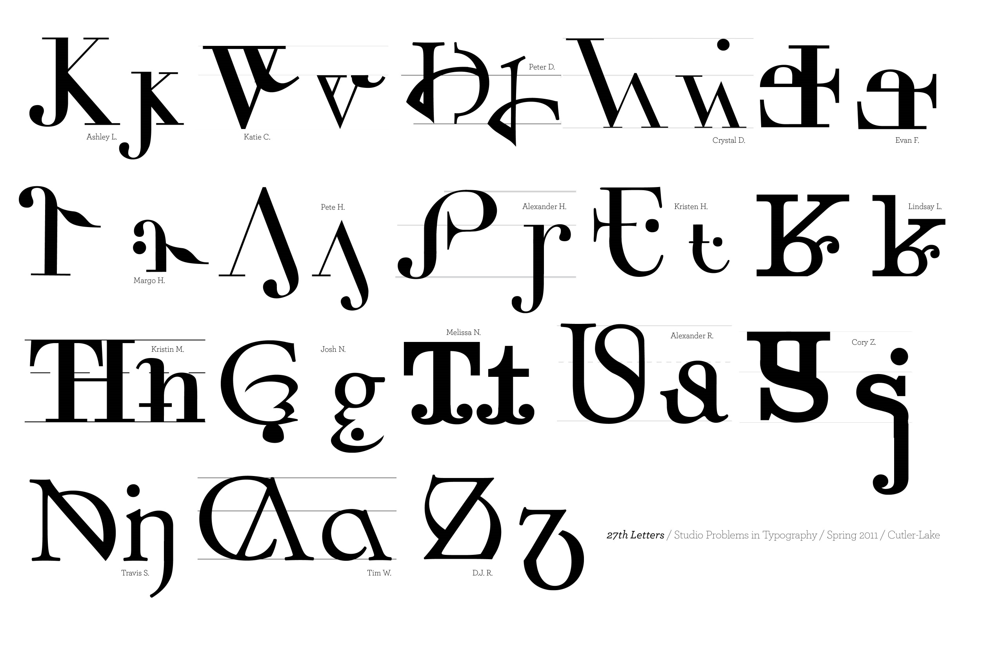 Ashley L.
Katie C.
Peter D.
Crystal D.
Evan F.
Margo H.
Pete H.
Alexander H.
Kristen H.
Lindsay L.
Kristin M.
Josh N.
Melissa N.
Alexander R.
Cory Z.
Travis S.
Tim W.
D.J. R.
27th Letters / Studio Problems in Typography / Spring 2011 / Cutler-Lake